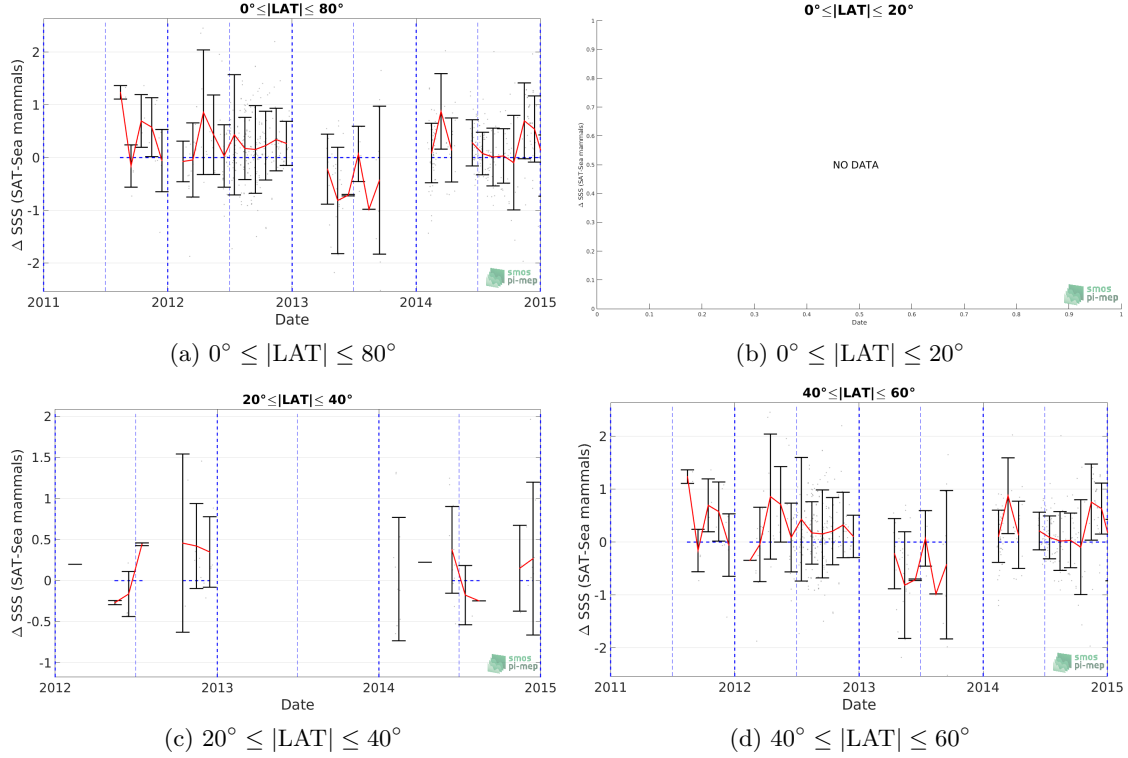 0°≤|LAT|≤ 80°
Δ SSS (SAT-Sea mammals)
2
1
0
-1
-2
2011
2012
2013
2014
2015
Date
smos
pi-mep
(a) 0° ≤ |LAT| ≤ 80°
0°≤|LAT|≤ 20°
Δ SSS (SAT-Sea mammals)
1
0.9
0.8
0.7
0.6
0.5
0.4
0.3
0.2
0.1
0
NO DATA
0
0.1
0.2
0.3
0.4
0.5
0.6
0.7
0.8
0.9
1
Date
smos
pi-mep
(b) 0° ≤ |LAT| ≤ 20°
20°≤|LAT|≤ 40°
Δ SSS (SAT-Sea mammals)
2
1.5
1
0.5
0
-0.5
-1
2012
2013
2014
2015
Date
smos
pi-mep
(c) 20° ≤ |LAT| ≤ 40°
40°≤|LAT|≤ 60°
Δ SSS (SAT-Sea mammals)
2
1
0
-1
-2
2011
2012
2013
2014
2015
Date
smos
pi-mep
(d) 40° ≤ |LAT| ≤ 60°